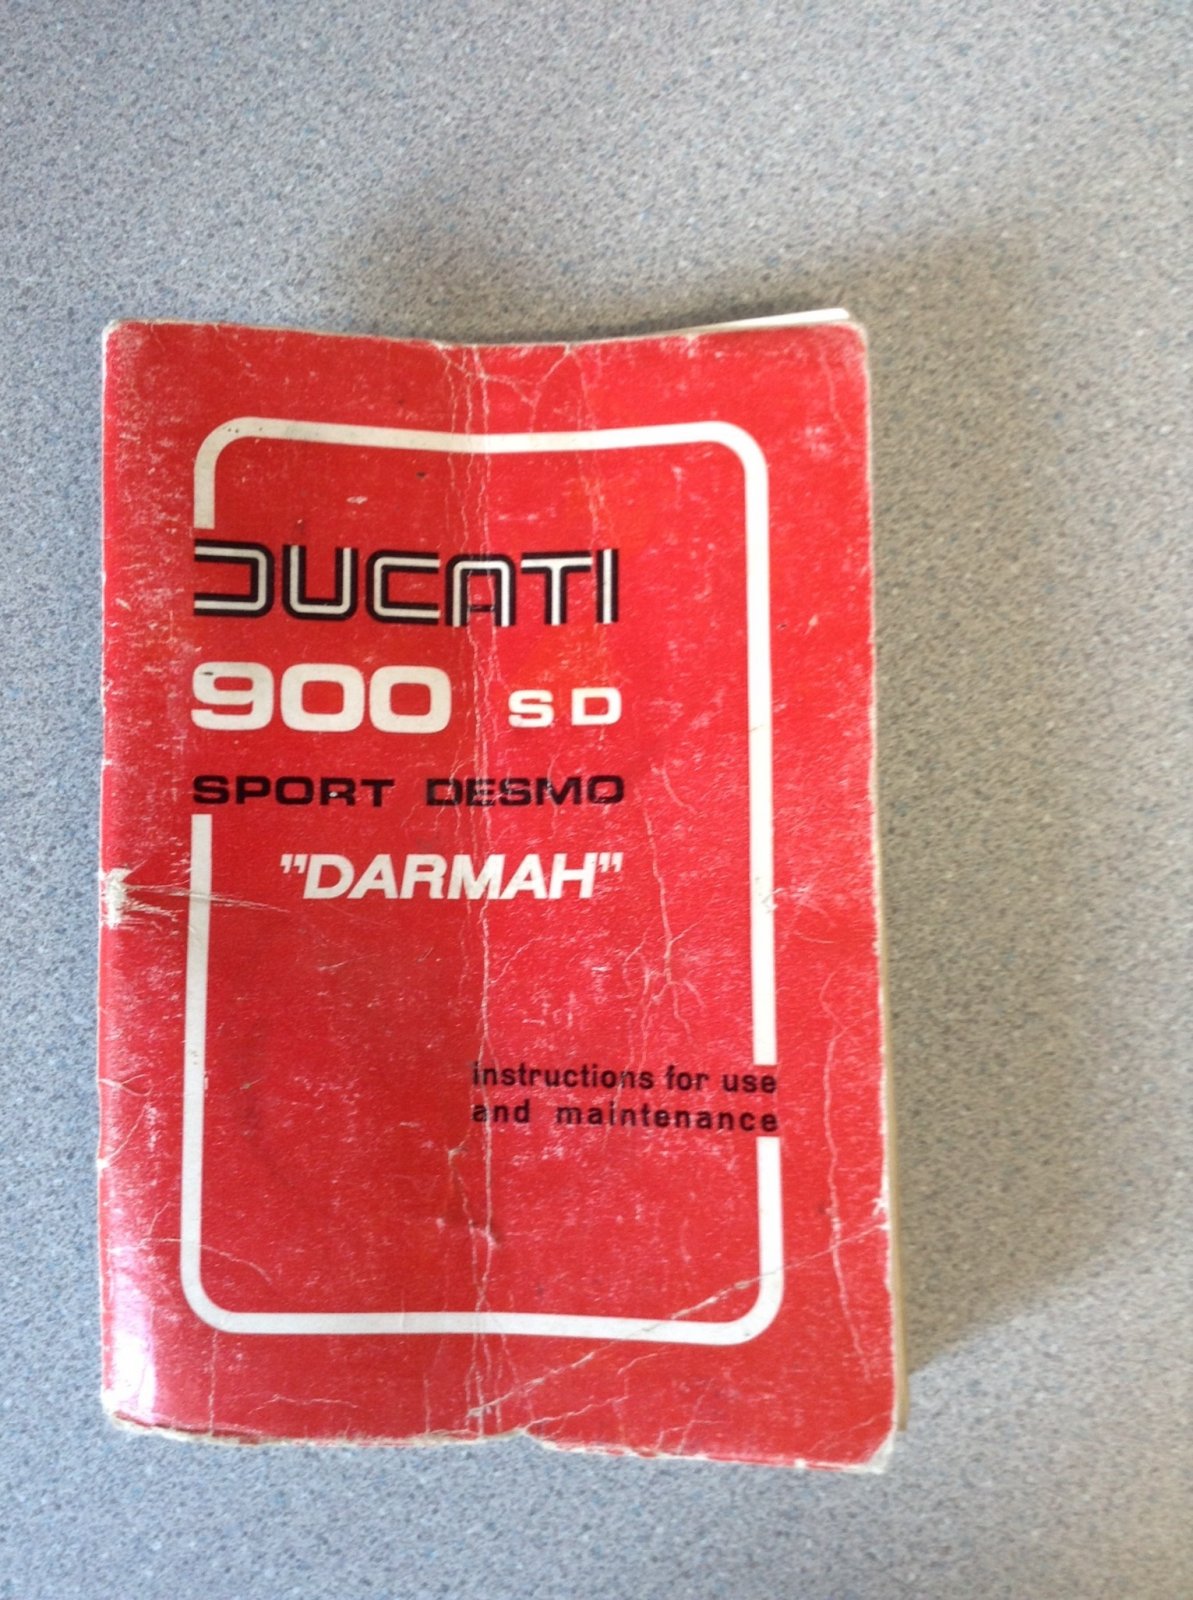 DUCATI
900 SD
SPORT DESMO
"DARMAH"
instructions for use
and maintenance